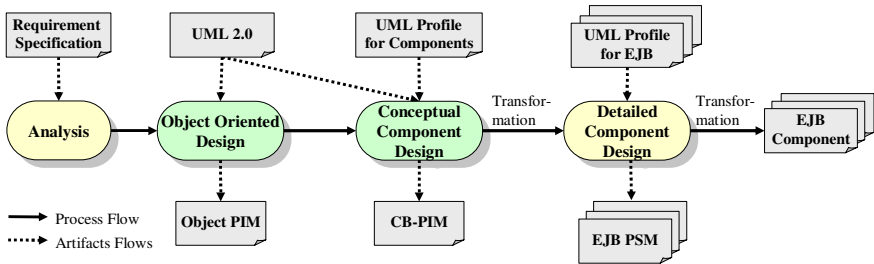 Requirement
Specification
UML 2.0
UML Profile
for Components
UML Profile
for EJB
Analysis
Object Oriented
Design
Conceptual
Component
Design
Transfor-
mation
Detailed
Component
Design
Transfor-
mation
EJB
Component
Object PIM
CB-PIM
EJB PSM
Process Flow
Artifacts Flows